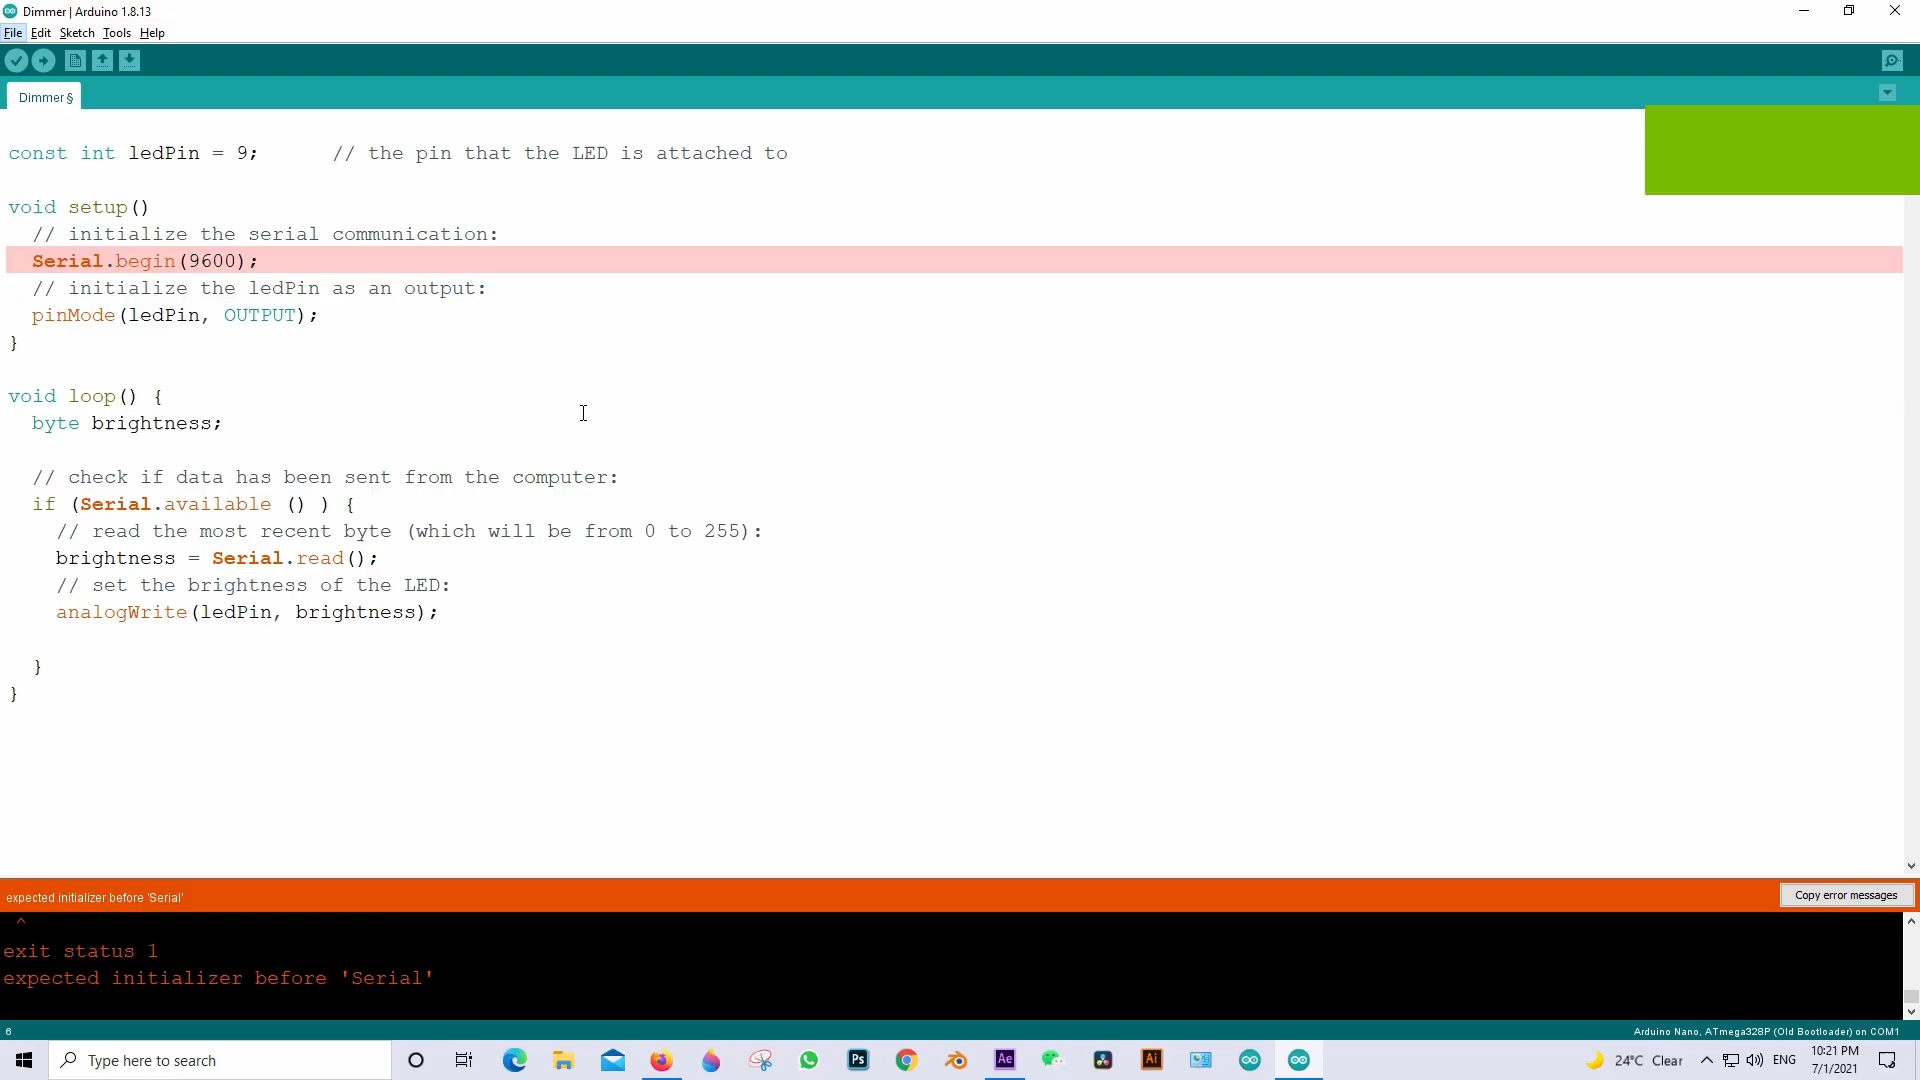 Dimmer | Arduino 1.8.13
File Edit Sketch Tools Help
Dimmer §
const int ledPin = 9;      // the pin that the LED is attached to
void setup()
  // initialize the serial communication:
  Serial.begin(9600);
  // initialize the ledPin as an output:
  pinMode(ledPin, OUTPUT);
}
void loop() {
  byte brightness;
  // check if data has been sent from the computer:
  if (Serial.available () ) {
    // read the most recent byte (which will be from 0 to 255):
    brightness = Serial.read();
    // set the brightness of the LED:
    analogWrite(ledPin, brightness);
  }
}
expected initializer before 'Serial'
Copy error messages
^
exit status 1
expected initializer before 'Serial'
6
Arduino Nano, ATmega328P (Old Bootloader) on COM1
Type here to search
Ps
Ae
Ai
24°C Clear
ENG
10:21 PM
7/1/2021